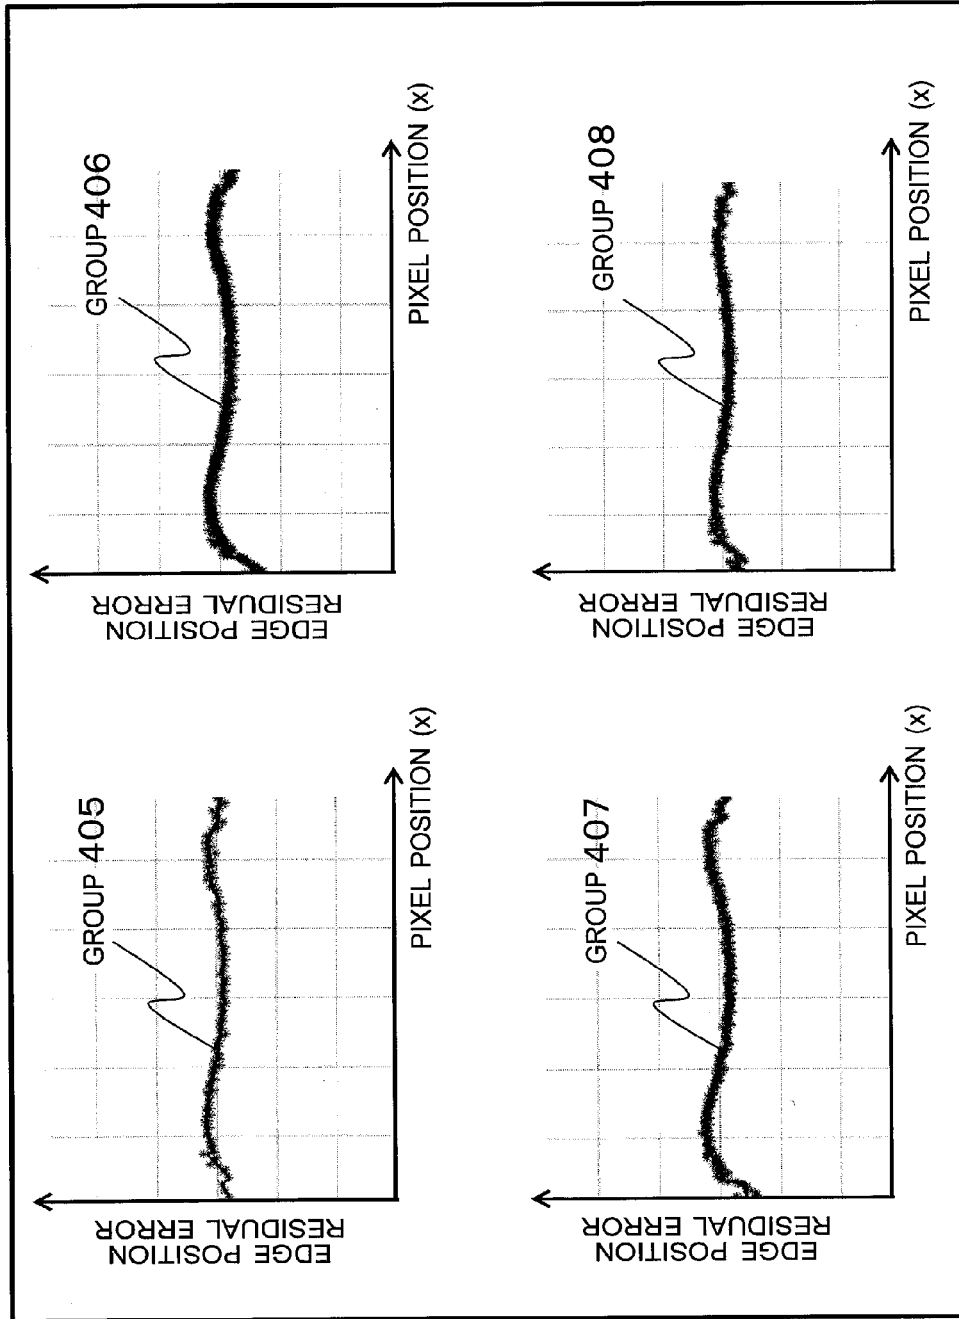 EDGE POSITION
RESIDUAL ERROR
GROUP 405
PIXEL POSITION (x)
EDGE POSITION
RESIDUAL ERROR
GROUP 406
PIXEL POSITION (x)
EDGE POSITION
RESIDUAL ERROR
GROUP 407
PIXEL POSITION (x)
EDGE POSITION
RESIDUAL ERROR
GROUP 408
PIXEL POSITION (x)